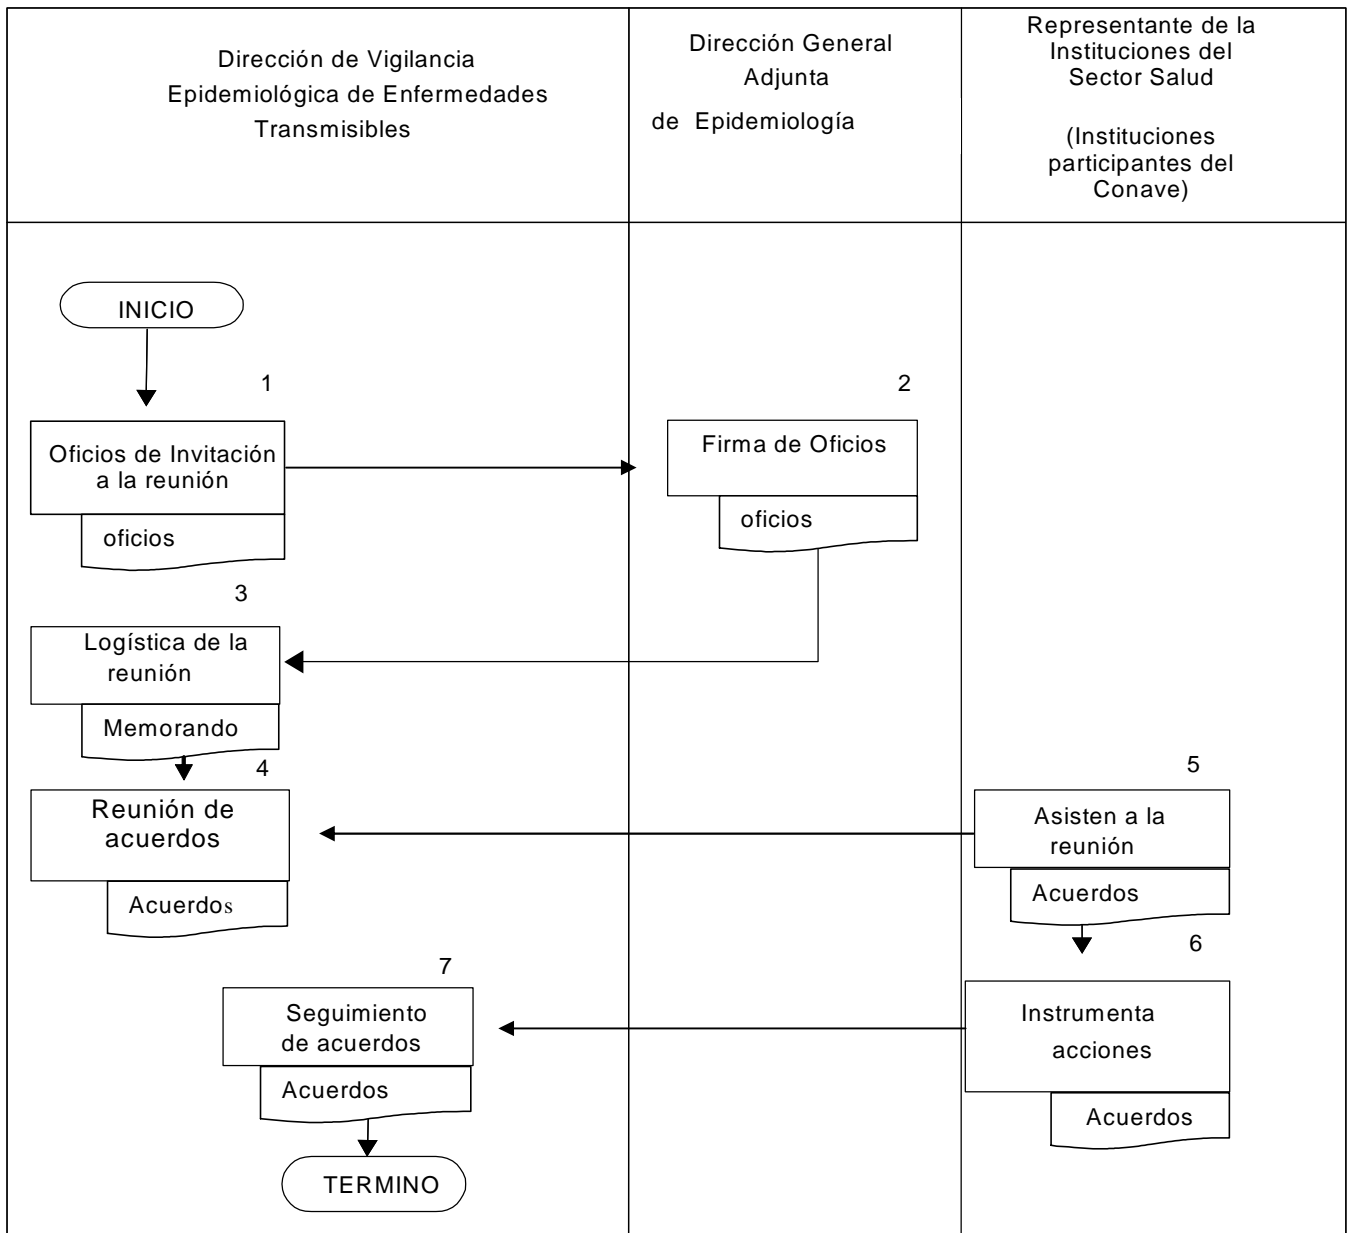 Dirección de Vigilancia
Epidemiológica de Enfermedades
Transmisibles
Dirección General
Adjunta
de Epidemiología
Representante de la
Instituciones del
Sector Salud
(Instituciones
participantes del
Conave)
INICIO
1
Oficios de Invitación
a la reunión
oficios
2
Firma de Oficios
oficios
3
Logística de la
reunión
Memorando
4
Reunión de
acuerdos
Acuerdos
5
Asisten a la
reunión
Acuerdos
6
Instrumenta
acciones
Acuerdos
7
Seguimiento
de acuerdos
Acuerdos
TERMINO